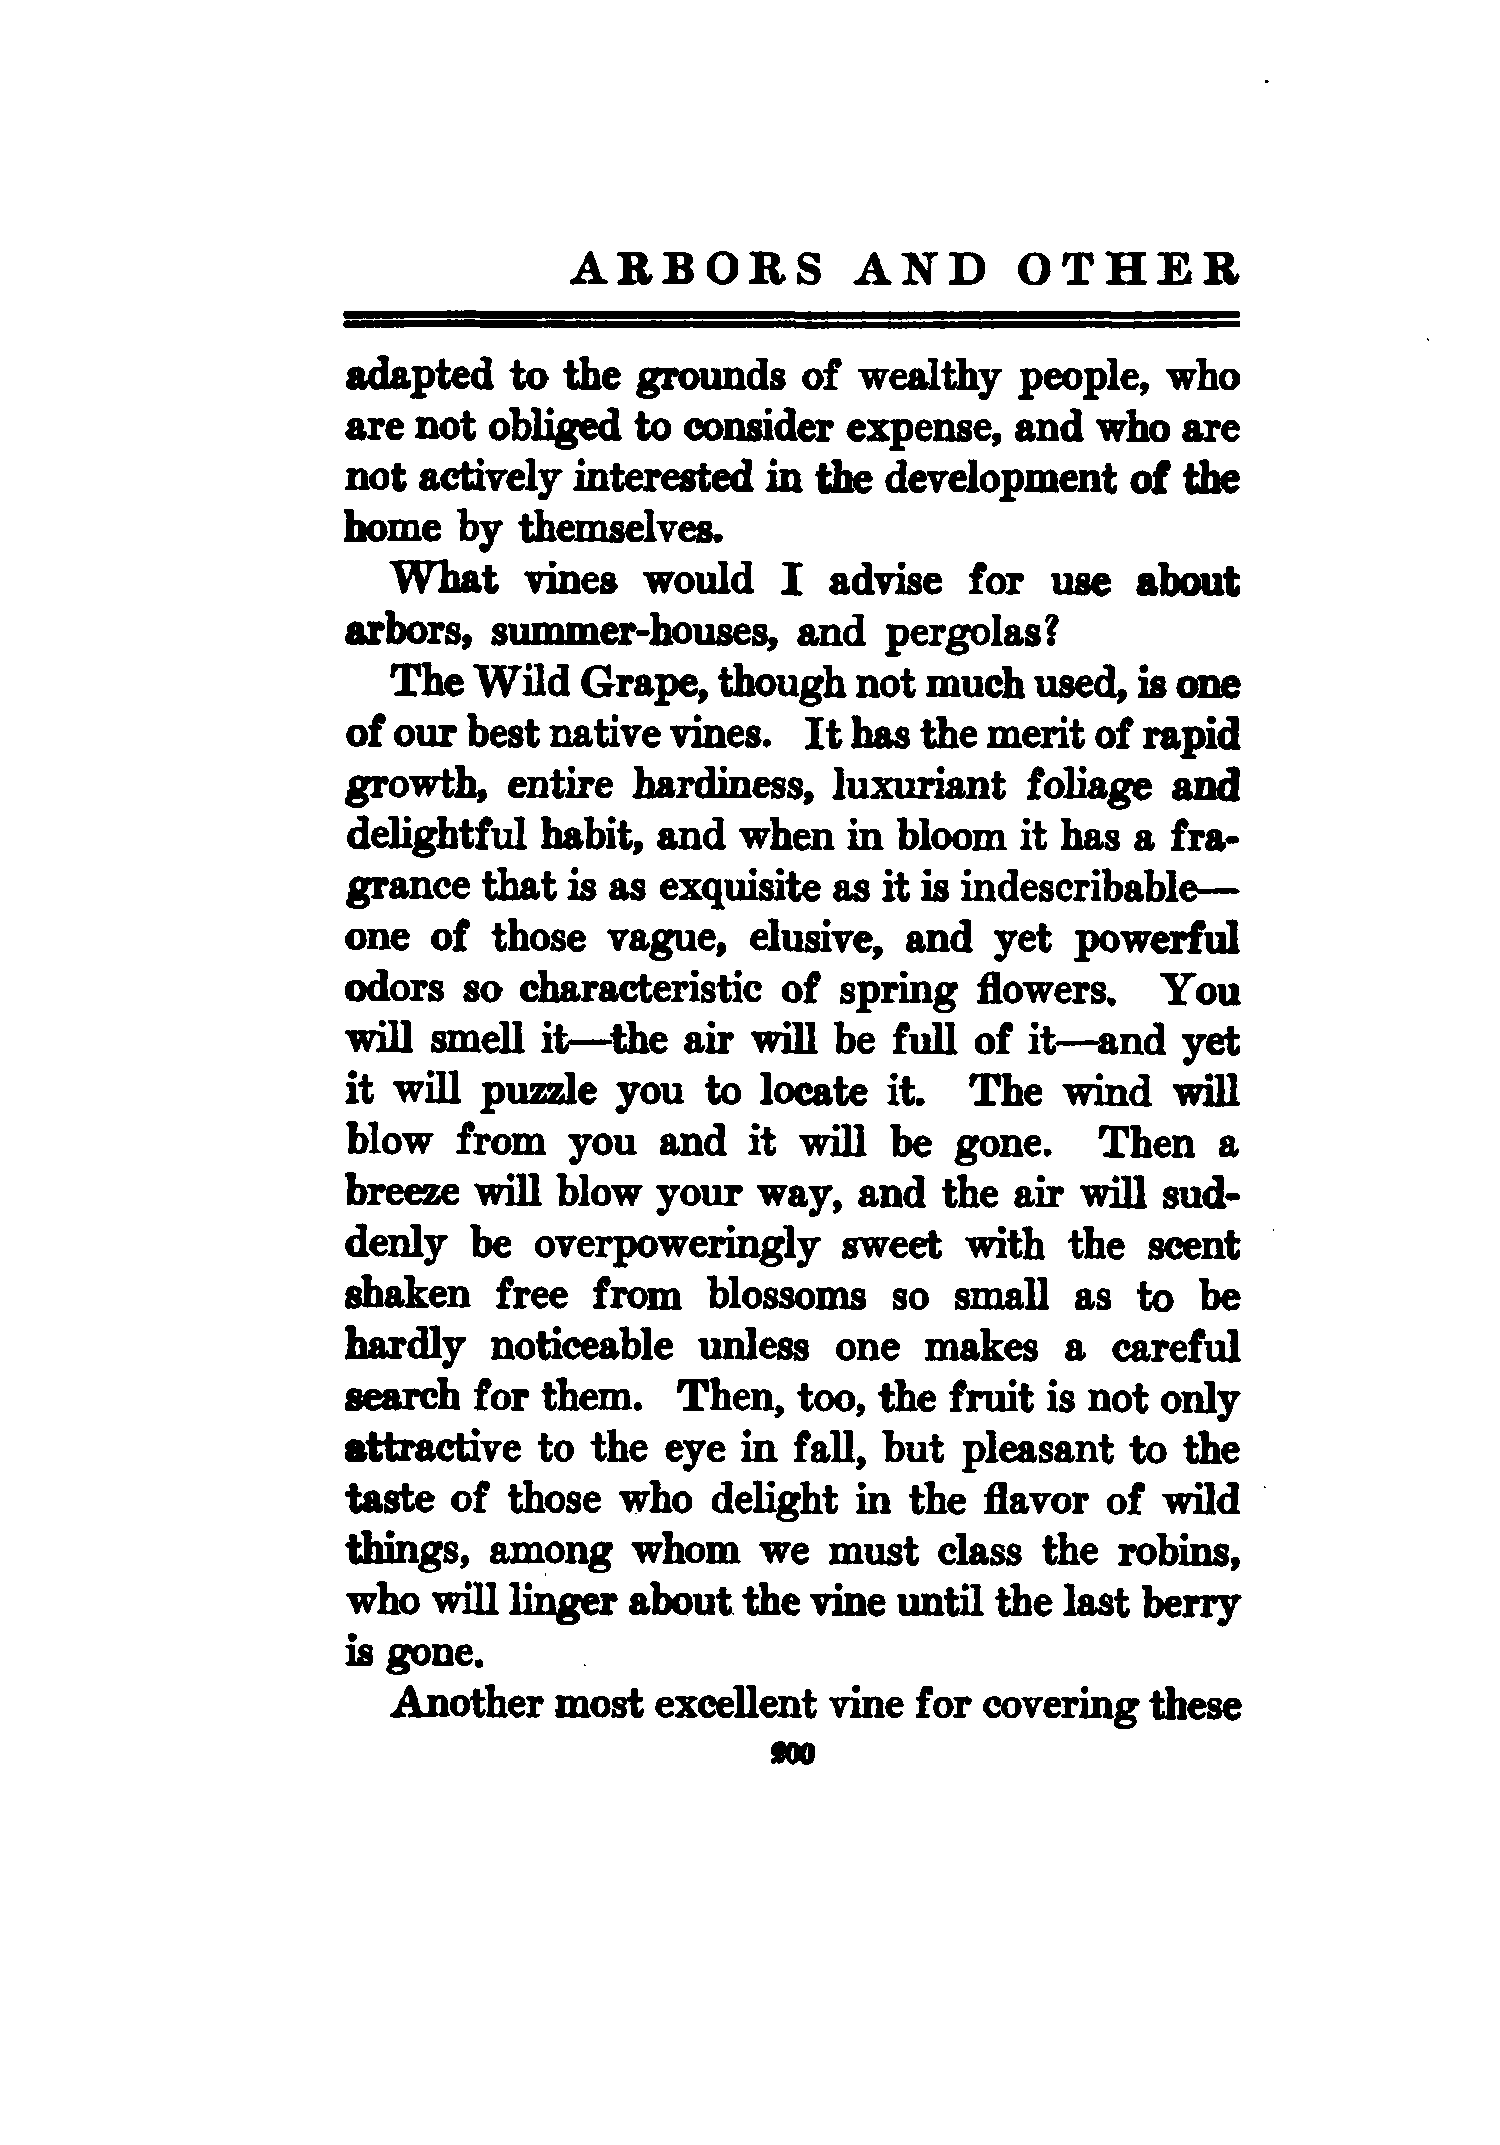 ARBORS AND OTHER
adapted to the grounds of wealthy people, who
are not obliged to consider expense, and who are
not actively interested in the development of the
home by themselves.
What vines would I advise for use about
arbors, summer-houses, and pergolas?
The Wild Grape, though not much used, is one
of our best native vines. It has the merit of rapid
growth, entire hardiness, luxuriant foliage and
delightful habit, and when in bloom it has a fra-
grance that is as exquisite as it is indescribable—
one of those vague, elusive, and yet powerful
odors so characteristic of spring flowers. You
will smell it—the air will be full of it—and yet
it will puzzle you to locate it. The wind will
blow from you and it will be gone. Then a
breeze will blow your way, and the air will sud-
denly be overpoweringly sweet with the scent
shaken free from blossoms so small as to be
hardly noticeable unless one makes a careful
search for them. Then, too, the fruit is not only
attractive to the eye in fall, but pleasant to the
taste of those who delight in the flavor of wild
things, among whom we must class the robins,
who will linger about the vine until the last berry
is gone.
Another most excellent vine for covering these
200